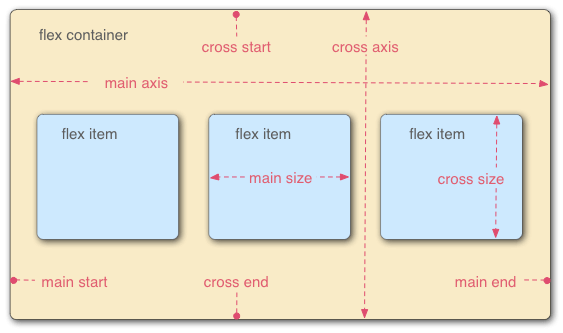 flex container
cross start
cross axis
main axis
flex item
flex item
flex item
main size
cross size
main start
cross end
main end